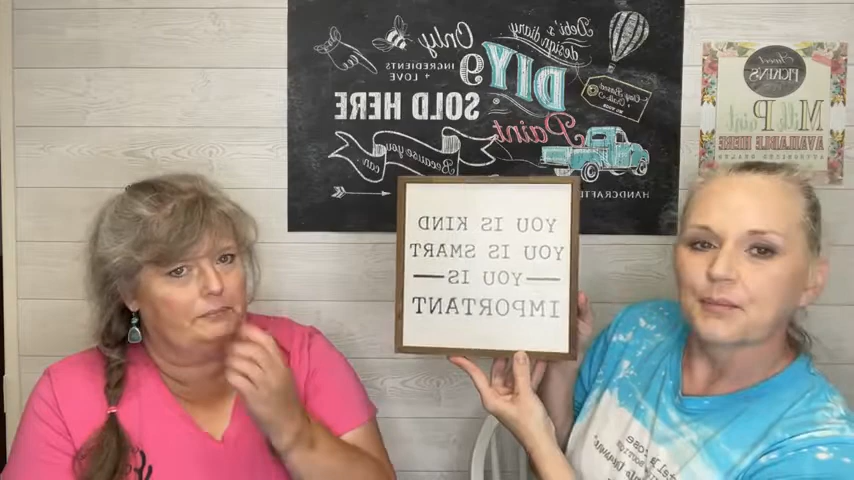 Only
9
INGREDIENTS
+ LOVE
SOLD HERE
Because
you can
Debi's
design diary
DIY
Paint
HANDCRAFTED
Sweet
PICKINS
Milk Paint
AVAILABLE HERE
YOU IS KIND
YOU IS SMART
YOU IS
IMPORTANT